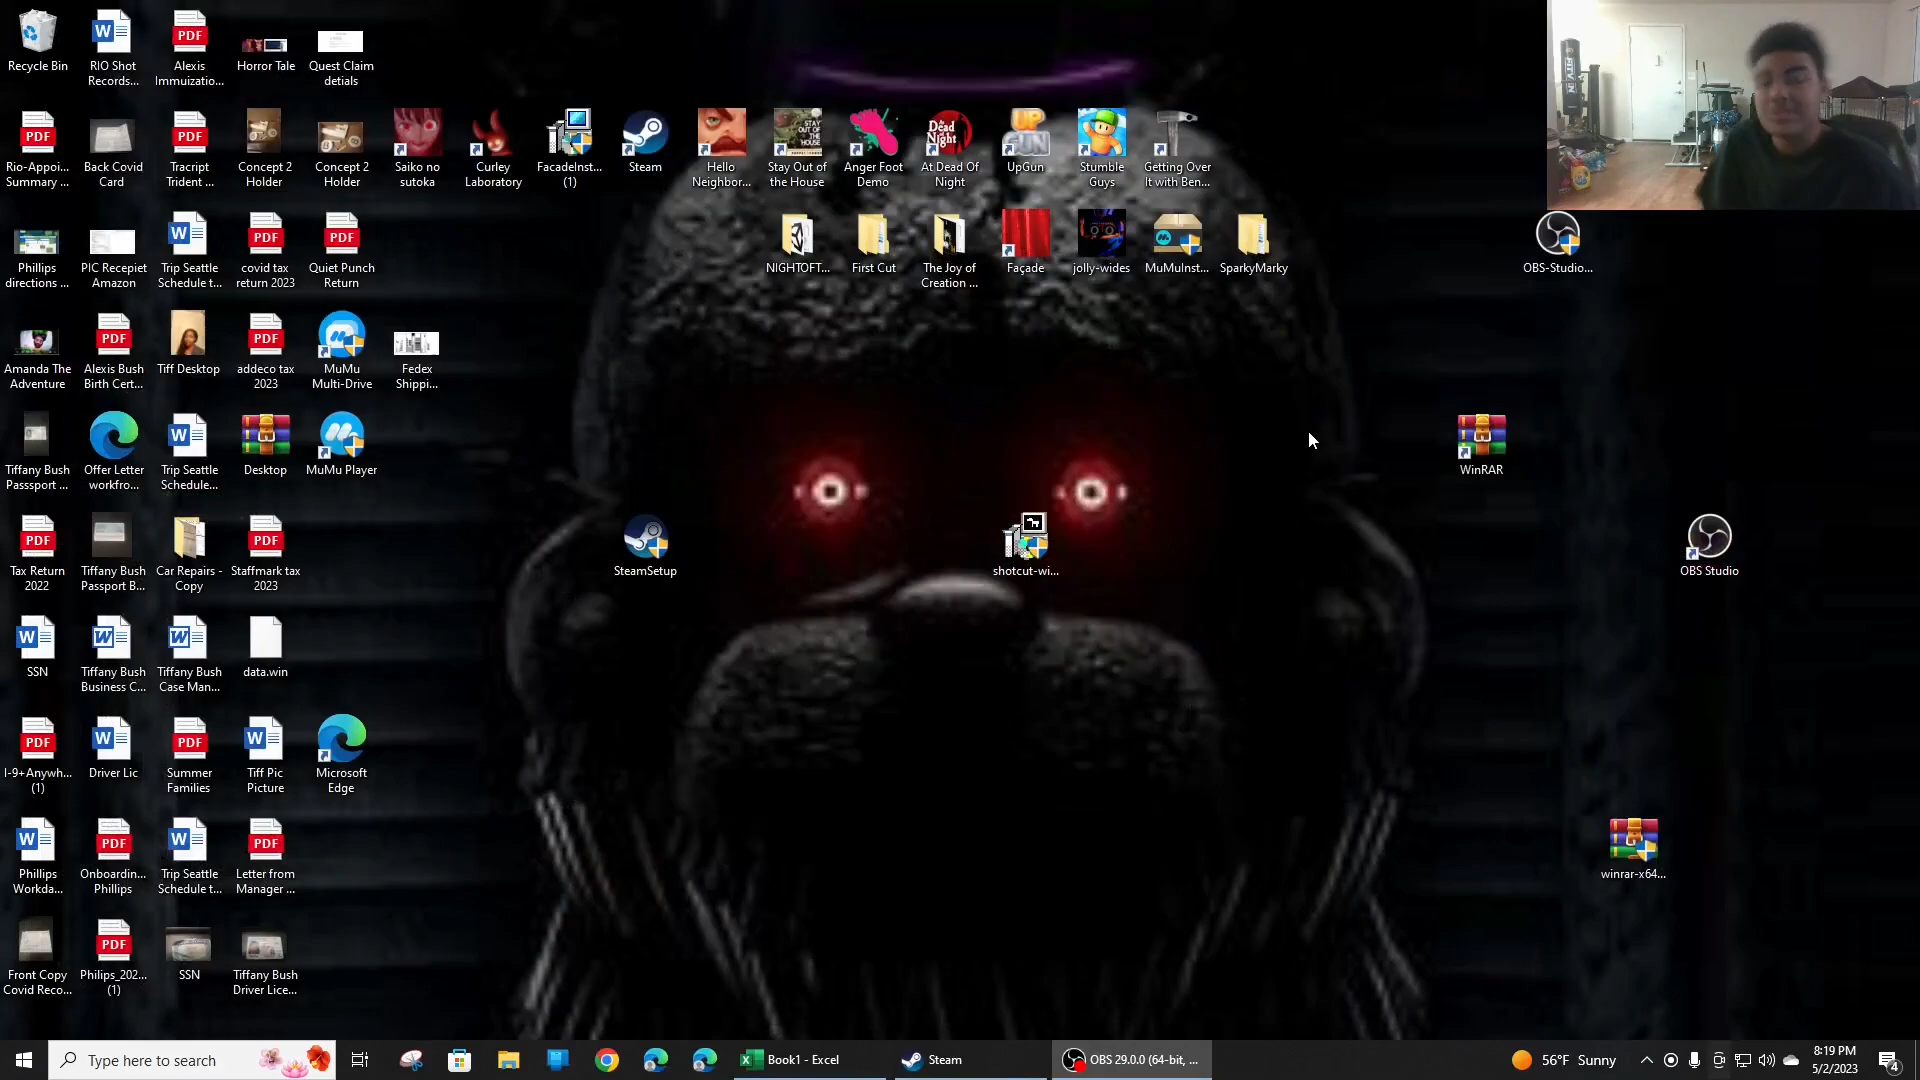 Recycle Bin
RIO Shot
Records...
Alexis
Immuizatio...
Horror Tale
Quest Claim
detials
Rio-Appoi...
Summary ...
Back Covid
Card
Tracript
Trident ...
Concept 2
Holder
Concept 2
Holder
Saiko no
sutoka
Curley
Laboratory
FacadeInst...
(1)
Steam
Hello
Neighbor...
Stay Out of
the House
Anger Foot
Demo
At Dead Of
Night
UpGun
Stumble
Guys
Getting Over
It with Ben...
Phillips
directions ...
PIC Recepiet
Amazon
Trip Seattle
Schedule t...
covid tax
return 2023
Quiet Punch
Return
NIGHTOFT...
First Cut
The Joy of
Creation ...
Façade
jolly-wides
MuMuInst...
SparkyMarky
OBS-Studio...
Amanda The
Adventure
Alexis Bush
Birth Cert...
Tiff Desktop
addeco tax
2023
MuMu
Multi-Drive
Fedex
Shippi...
Tiffany Bush
Passsport ...
Offer Letter
workfro...
Trip Seattle
Schedule...
Desktop
MuMu Player
WinRAR
Tax Return
2022
Tiffany Bush
Passport B...
Car Repairs -
Copy
Staffmark tax
2023
SteamSetup
shotcut-wi...
OBS Studio
SSN
Tiffany Bush
Business C...
Tiffany Bush
Case Man...
data.win
I-9+Anywh...
(1)
Driver Lic
Summer
Families
Tiff Pic
Picture
Microsoft
Edge
Phillips
Workda...
Onboardin...
Phillips
Trip Seattle
Schedule t...
Letter from
Manager ...
winrar-x64...
Front Copy
Covid Reco...
Philips_202...
(1)
SSN
Tiffany Bush
Driver Lice...
Type here to search
Book1 - Excel
Steam
OBS 29.0.0 (64-bit, ...
56°F Sunny
8:19 PM
5/2/2023
4